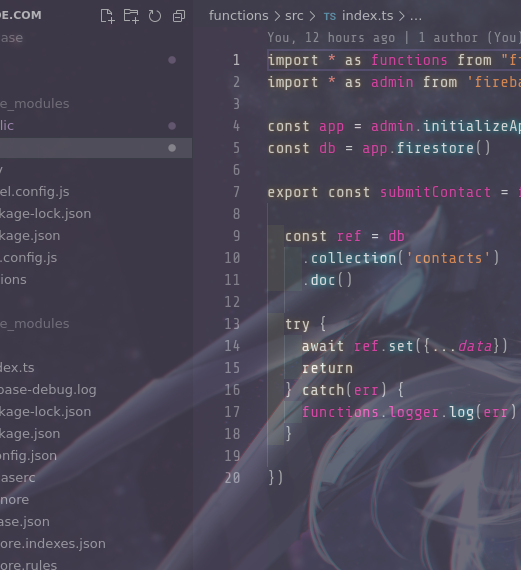 DE.COM
ase
e_modules
lic
y
el.config.js
kage-lock.json
kage.json
.config.js
ions
e_modules
dex.ts
base-debug.log
kage-lock.json
kage.json
onfig.json
aserc
nore
ase.json
ore.indexes.json
ore.rules
functions > src > TS index.ts > ...
You, 12 hours ago | 1 author (You)
1 import * as functions from "fi
2 import * as admin from 'fireba
3
4 const app = admin.initializeAp
5 const db = app.firestore()
6
7 export const submitContact = f
8
9 const ref = db
10 .collection('contacts')
11 .doc()
12
13 try {
14 await ref.set({...data})
15 return
16 } catch(err) {
17 functions.logger.log(err)
18 }
19
20 })